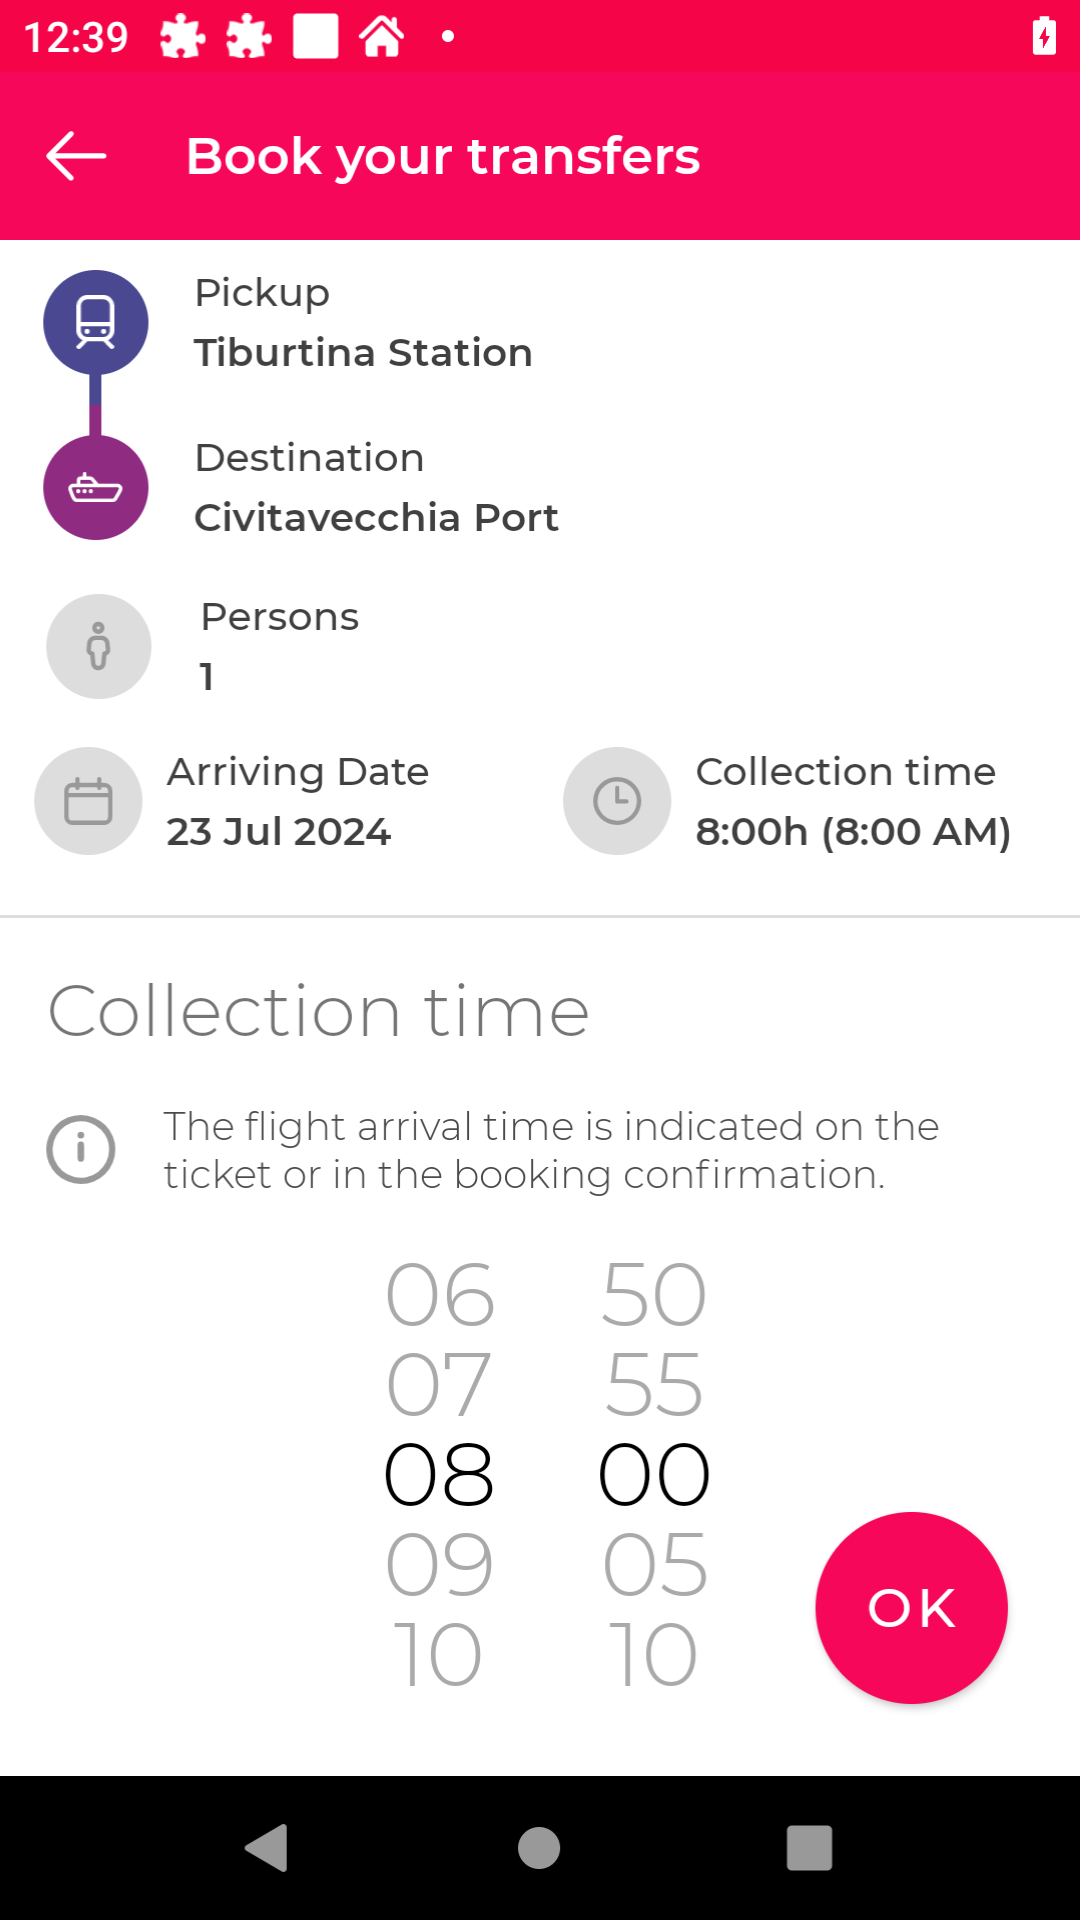 12:39
Book your transfers
Pickup
Tiburtina Station
Destination
Civitavecchia Port
Persons
1
Arriving Date
23 Jul 2024
Collection time
8:00h (8:00 AM)
Collection time
The flight arrival time is indicated on the
ticket or in the booking confirmation.
06 50
07 55
08 00
09 05
10 10
OK